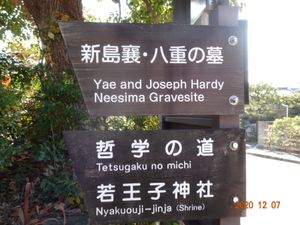 新島襄・八重の墓
Yae and Joseph Hardy
Neesima Gravesite
哲学の道
Tetsugaku no michi
若王子神社
Nyakuouji-jinja (Shrine)
2020 12 07